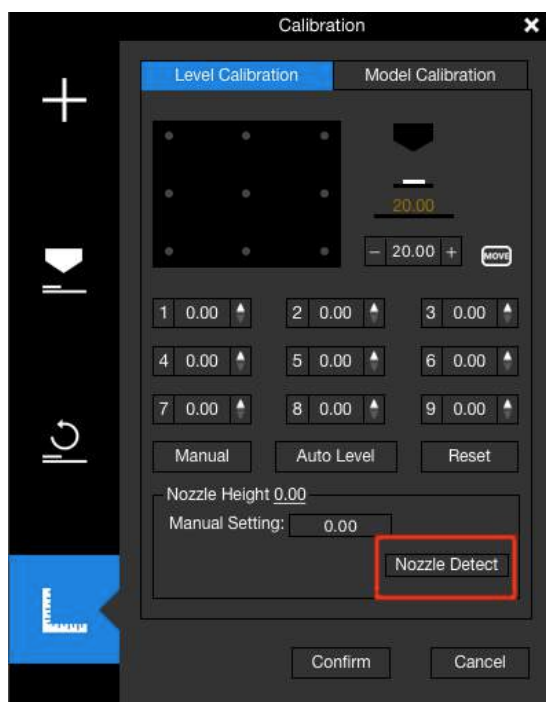 Calibration
Level Calibration Model Calibration
20.00
- 20.00 + MOVE
1 0.00 2 0.00 3 0.00
4 0.00 5 0.00 6 0.00
7 0.00 8 0.00 9 0.00
Manual Auto Level Reset
Nozzle Height 0.00
Manual Setting: 0.00
Nozzle Detect
Confirm Cancel